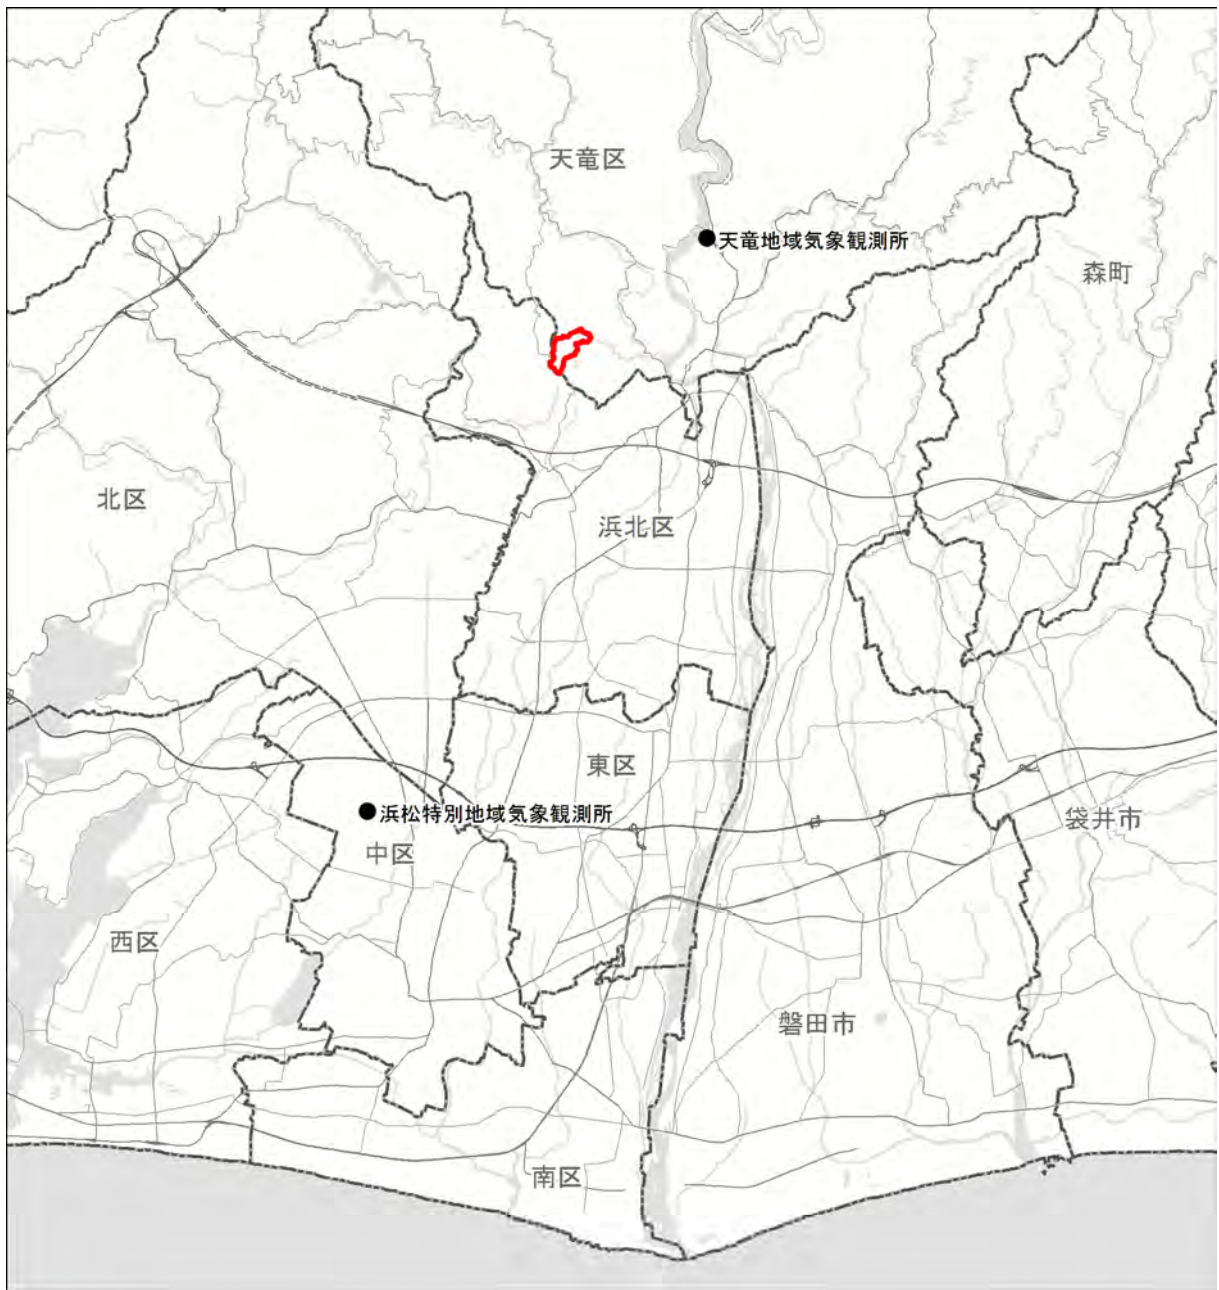 天竜区
天竜地域気象観測所
森町
北区
浜北区
東区
浜松特別地域気象観測所
袋井市
中区
西区
磐田市
南区